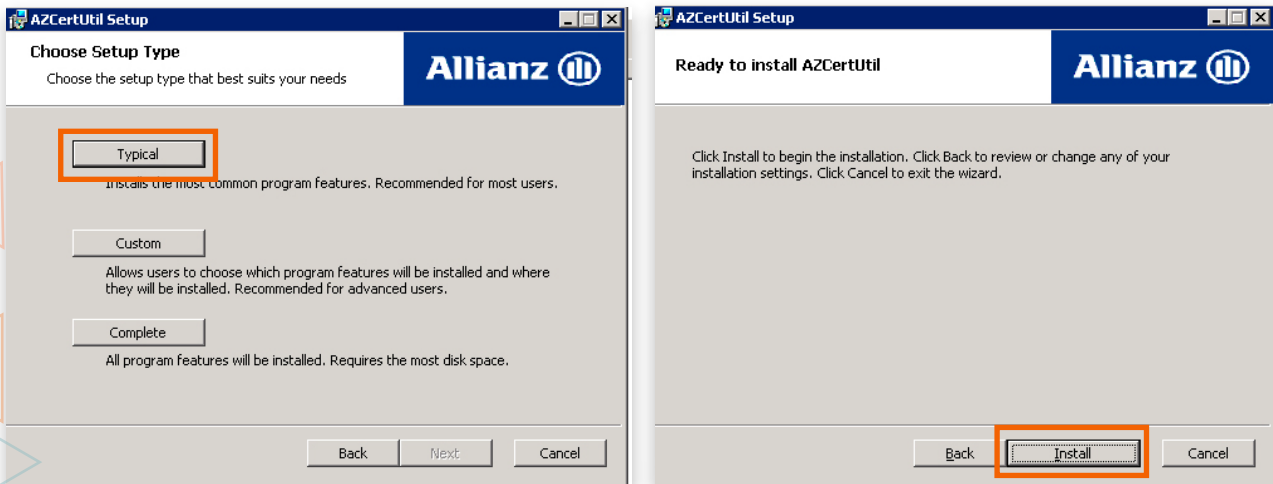 AZCertUtil Setup
Choose Setup Type
Choose the setup type that best suits your needs
Allianz
Typical
Installs the most common program features. Recommended for most users.
Custom
Allows users to choose which program features will be installed and where
they will be installed. Recommended for advanced users.
Complete
All program features will be installed. Requires the most disk space.
Back
Next
Cancel
AZCertUtil Setup
Ready to install AZCertUtil
Allianz
Click Install to begin the installation. Click Back to review or change any of your
installation settings. Click Cancel to exit the wizard.
Back
Install
Cancel